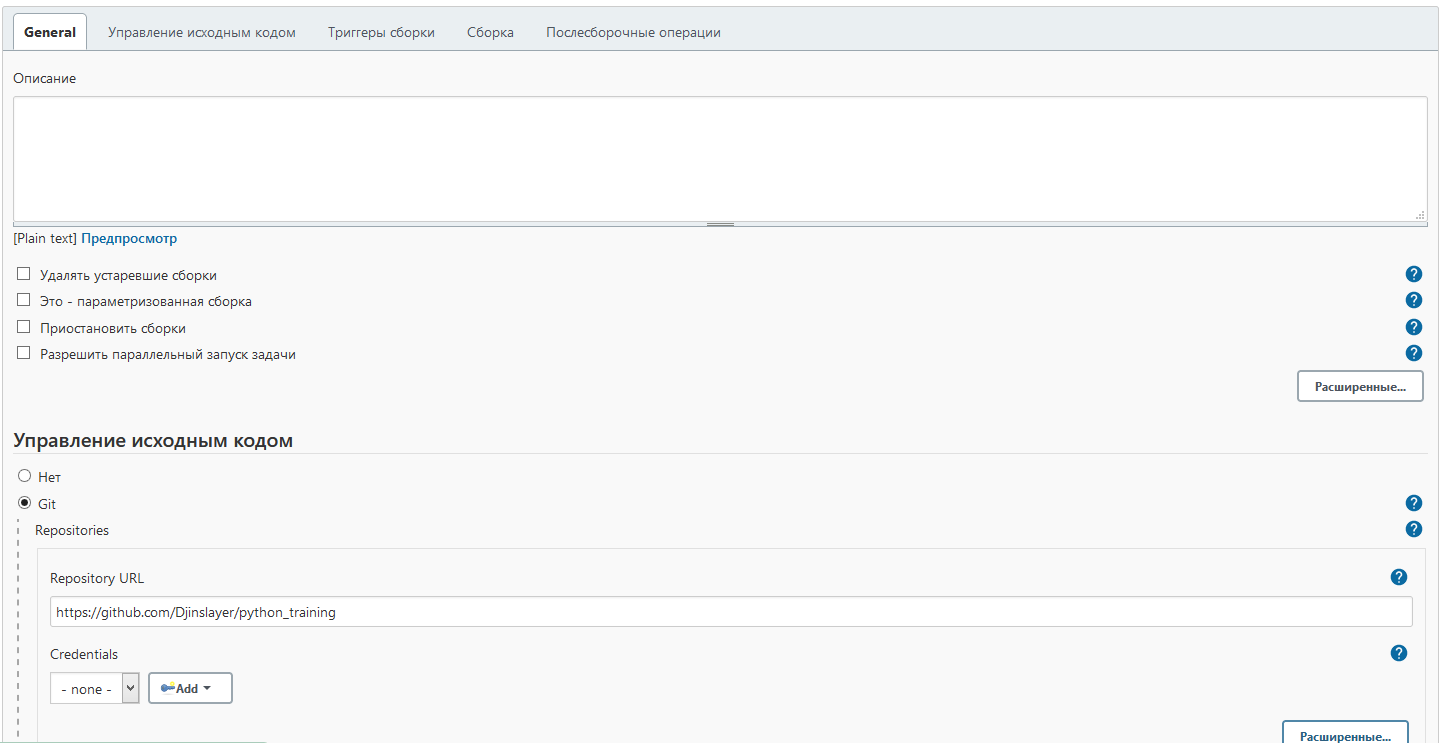 General Управление исходным кодом Триггеры сборки Сборка Послесборочные операции
Описание
[Plain text] Предпросмотр
Удалять устаревшие сборки
Это - параметризованная сборка
Приостановить сборки
Разрешить параллельный запуск задачи
Расширенные...
Управление исходным кодом
Нет
Git
Repositories
Repository URL
https://github.com/Djinslayer/python_training
Credentials
- none - Add
Расширенные...